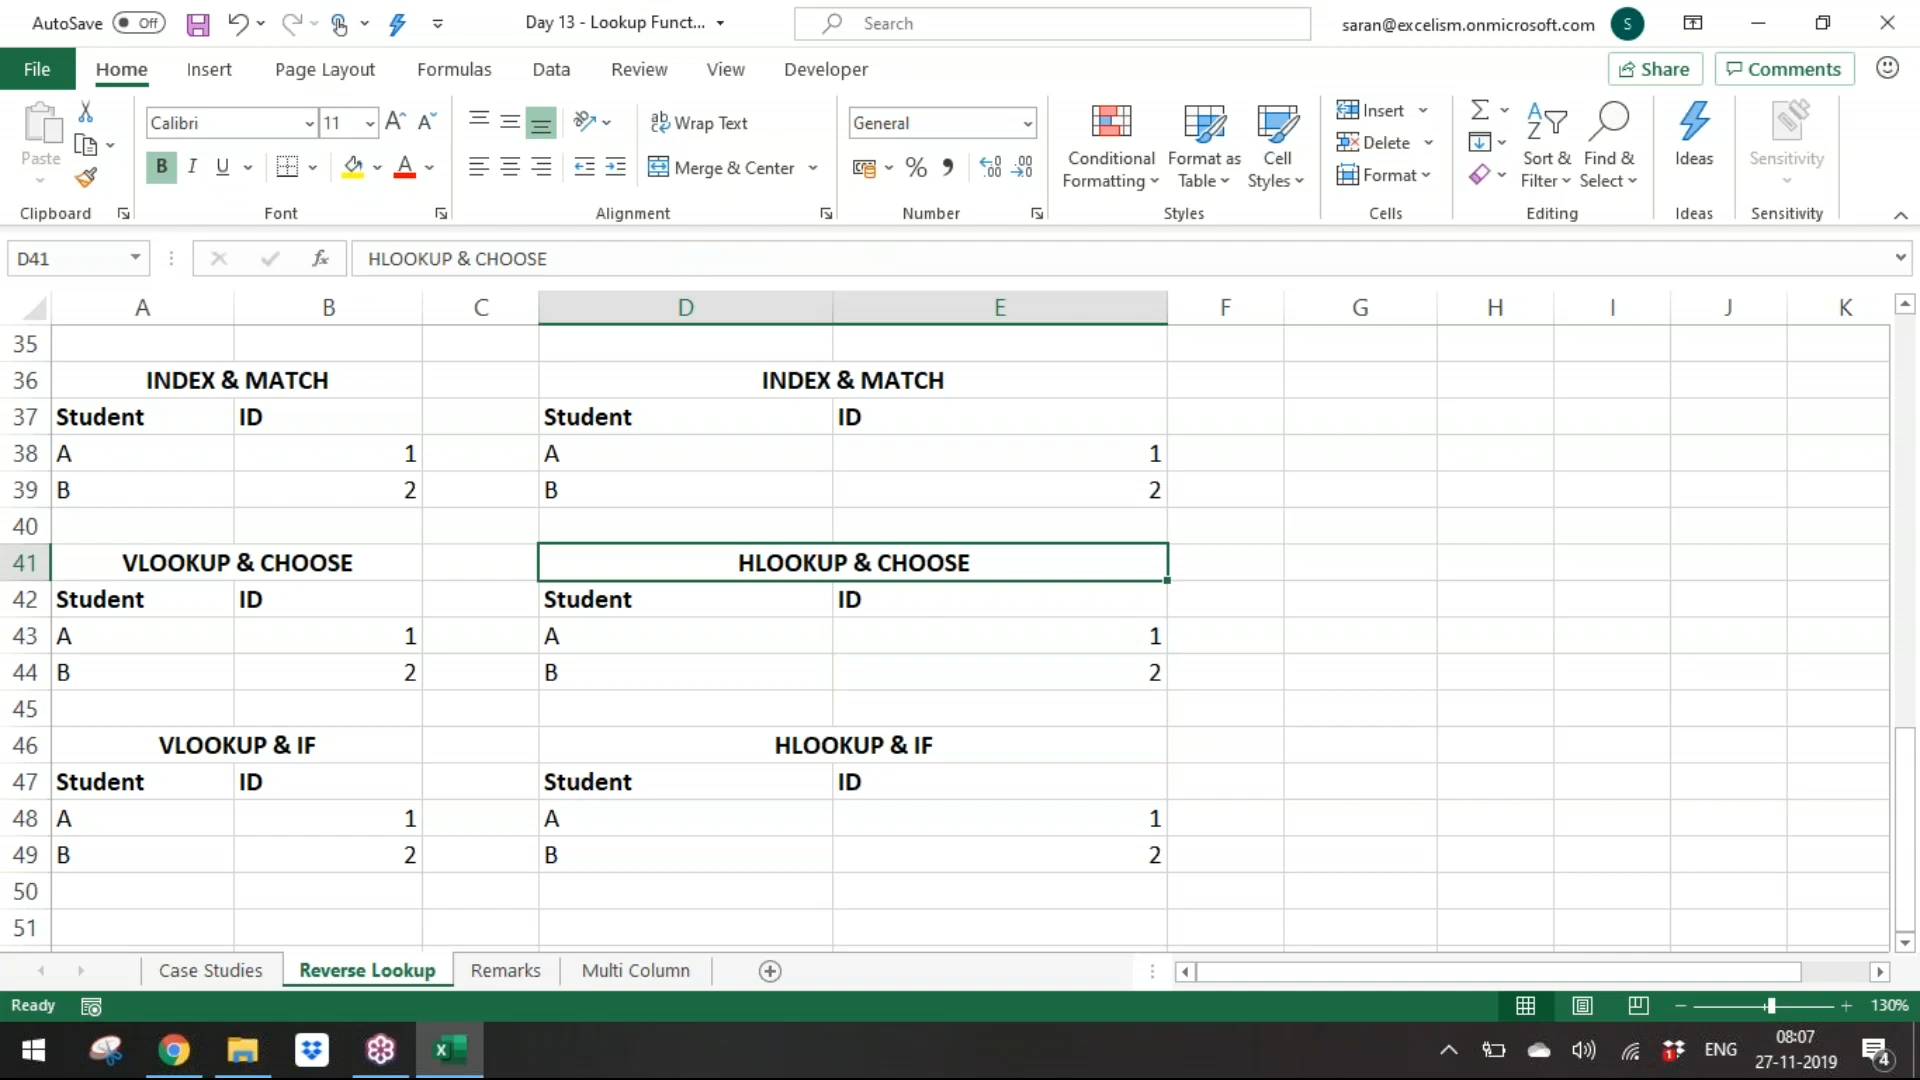 AutoSave Off Day 13 - Lookup Funct... Search saran@excelism.onmicrosoft.com S
File Home Insert Page Layout Formulas Data Review View Developer Share Comments
Paste Calibri 11 Wrap Text General Conditional Formatting Format as Table Cell Styles Insert Sort & Filter Find & Select Ideas Sensitivity
B I U A Merge & Center % Delete
Format
Clipboard Font Alignment Number Styles Cells Editing Ideas Sensitivity
D41 fx HLOOKUP & CHOOSE
A B C D E F G H I J K
35
36 INDEX & MATCH INDEX & MATCH
37 Student ID Student ID
38 A 1 A 1
39 B 2 B 2
40
41 VLOOKUP & CHOOSE HLOOKUP & CHOOSE
42 Student ID Student ID
43 A 1 A 1
44 B 2 B 2
45
46 VLOOKUP & IF HLOOKUP & IF
47 Student ID Student ID
48 A 1 A 1
49 B 2 B 2
50
51
Case Studies Reverse Lookup Remarks Multi Column
Ready 130%
ENG 08:07
27-11-2019 4